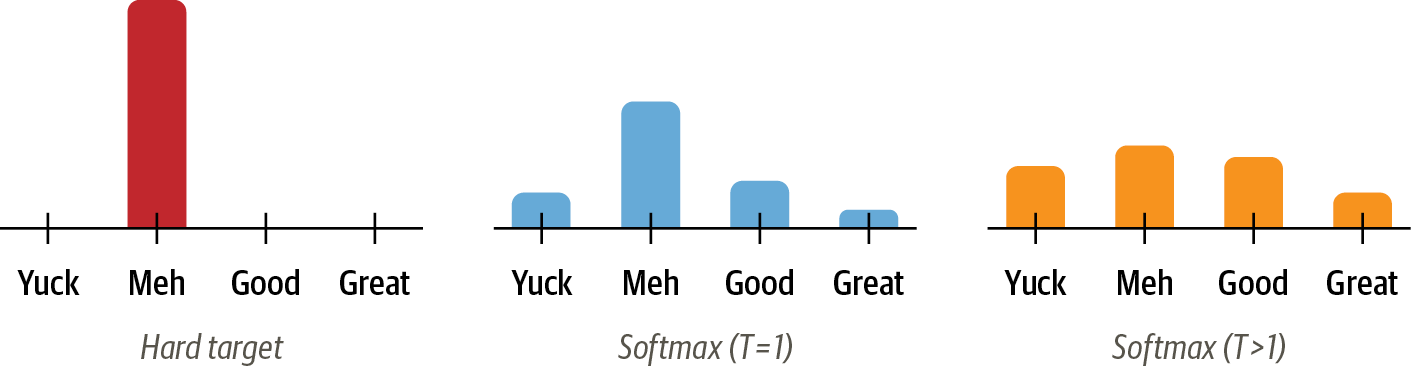 Yuck Meh Good Great
Hard target
Yuck Meh Good Great
Softmax (T=1)
Yuck Meh Good Great
Softmax (T>1)